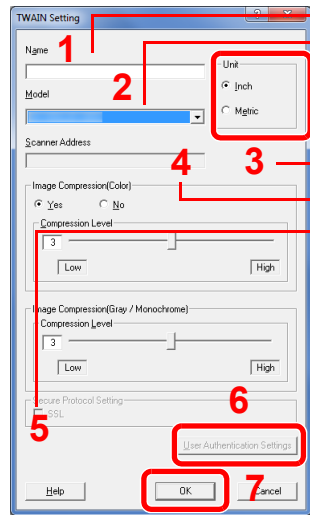 TWAIN Setting
Name
1
Unit
Inch
Metric
2
Model
3
Scanner Address
4
Image Compression(Color)
Yes No
Compression Level
3
Low High
Image Compression(Gray / Monochrome)
Compression Level
3
Low High
Secure Protocol Setting
SSL
5
6
User Authentication Settings
Help OK Cancel
7